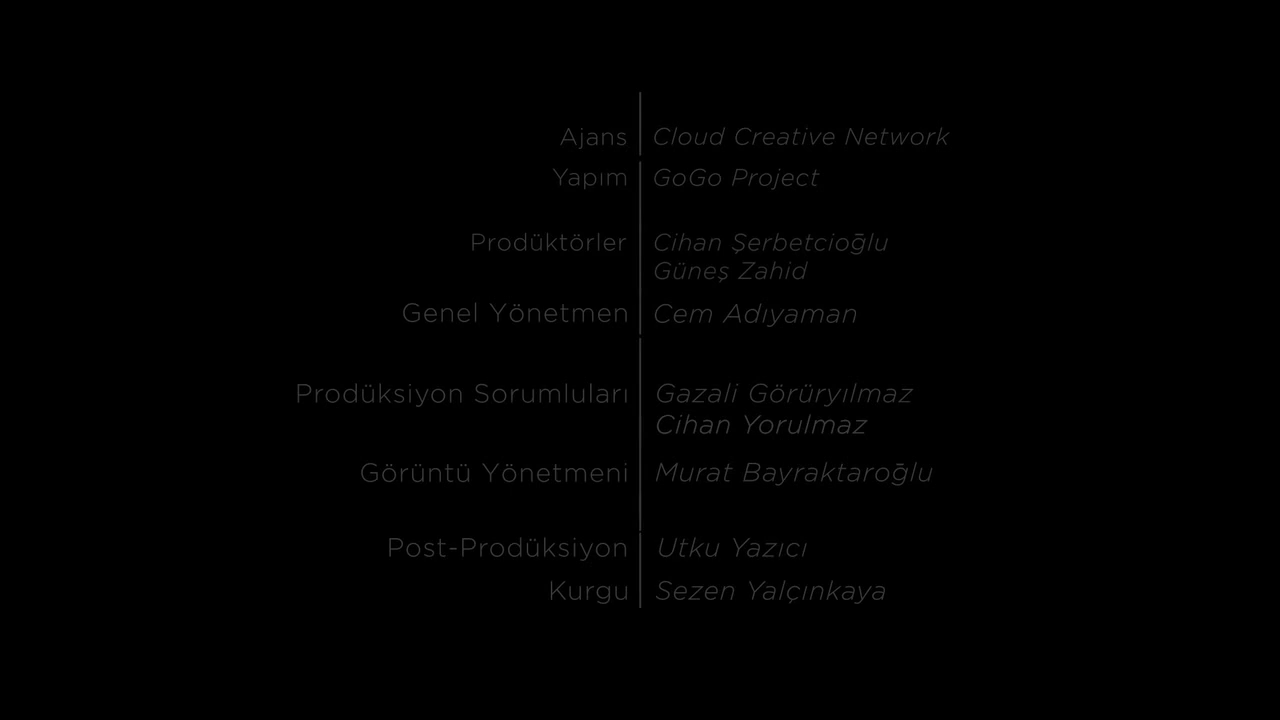 Ajans Cloud Creative Network
Yapım GoGo Project
Prodüktörler Cihan Şerbetcioğlu
Güneş Zahid
Genel Yönetmen Cem Adıyaman
Prodüksiyon Sorumluları Gazali Görüryılmaz
Cihan Yorulmaz
Görüntü Yönetmeni Murat Bayraktaroğlu
Post-Prodüksiyon Utku Yazıcı
Kurgu Sezen Yalçınkaya